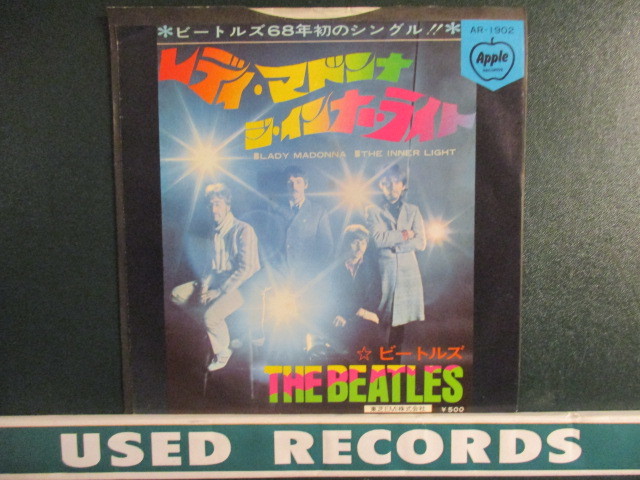 *ビートルズ68年初のシングル!!*
AR-1902
Apple
RECORDS
レディ・マドンナ
ジ・インナー・ライト
LADY MADONNA THE INNER LIGHT
☆ビートルズ
THE BEATLES
¥500
USED RECORDS